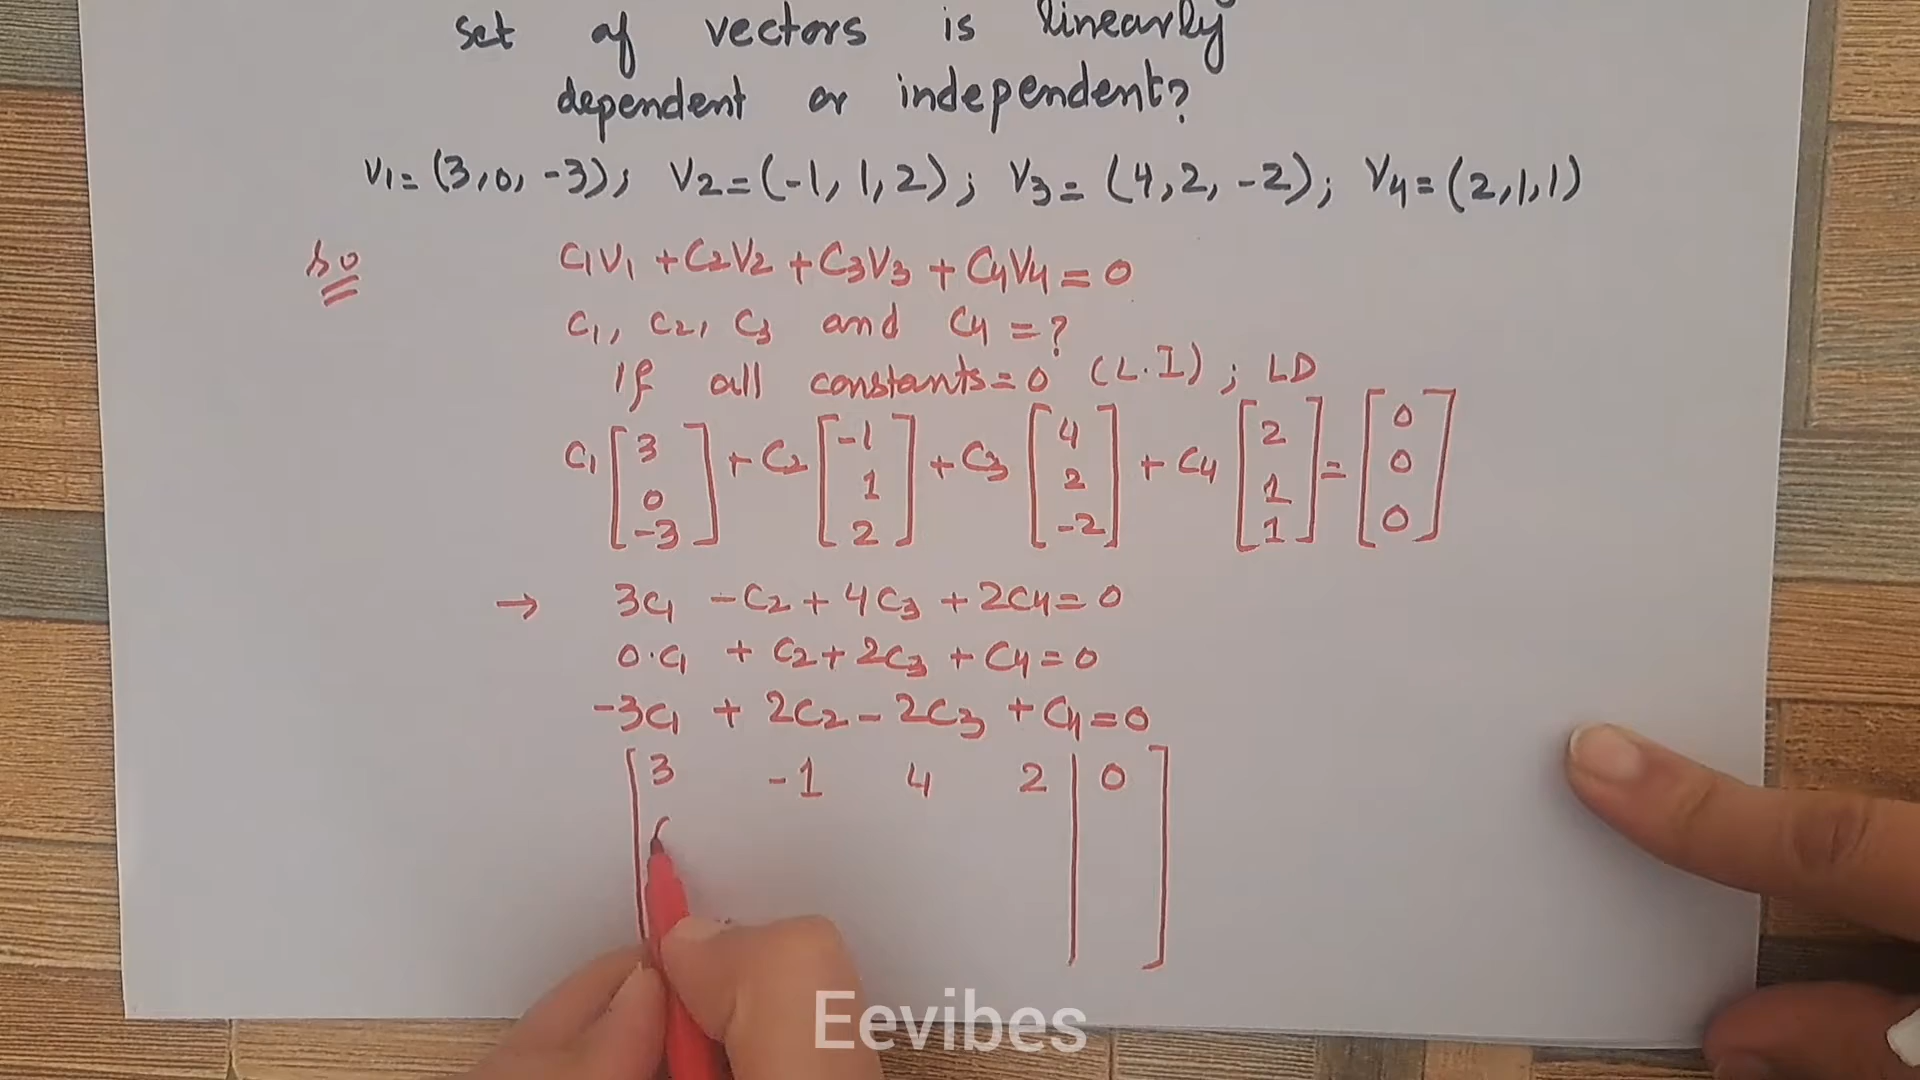 set of vectors is linearly
dependent or independent?
V1=(3,0,-3); V2=(-1,1,2); V3=(4,2,-2); V4=(2,1,1)
So C1V1+C2V2+C3V3+C4V4=0
C1, C2, C3 and C4=?
If all constants=0 (L.I); LD
C1[3 0 -3]+C2[-1 1 2]+C3[4 2 -2]+C4[2 1 1]=[0 0 0]
→ 3C1-C2+4C3+2C4=0
0·C1+C2+2C3+C4=0
-3C1+2C2-2C3+C4=0
[3 -1 4 2|0]
Eevibes